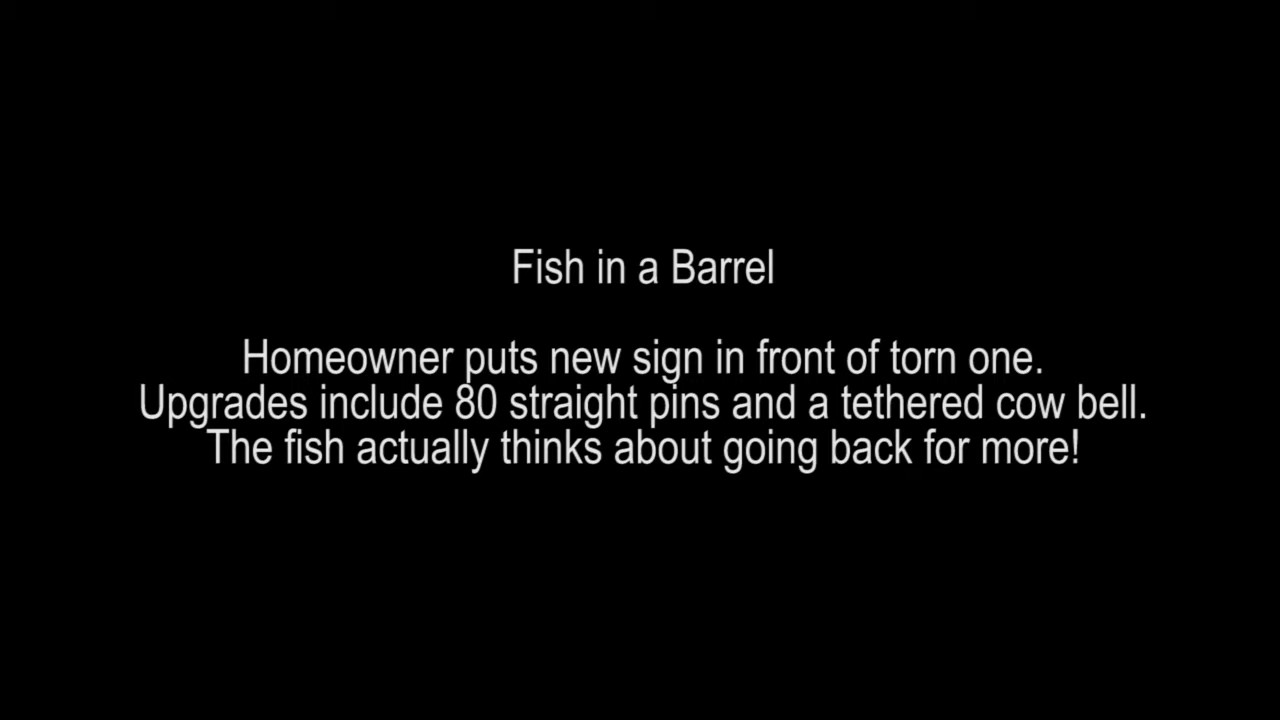 Fish in a Barrel
Homeowner puts new sign in front of torn one.
Upgrades include 80 straight pins and a tethered cow bell.
The fish actually thinks about going back for more!